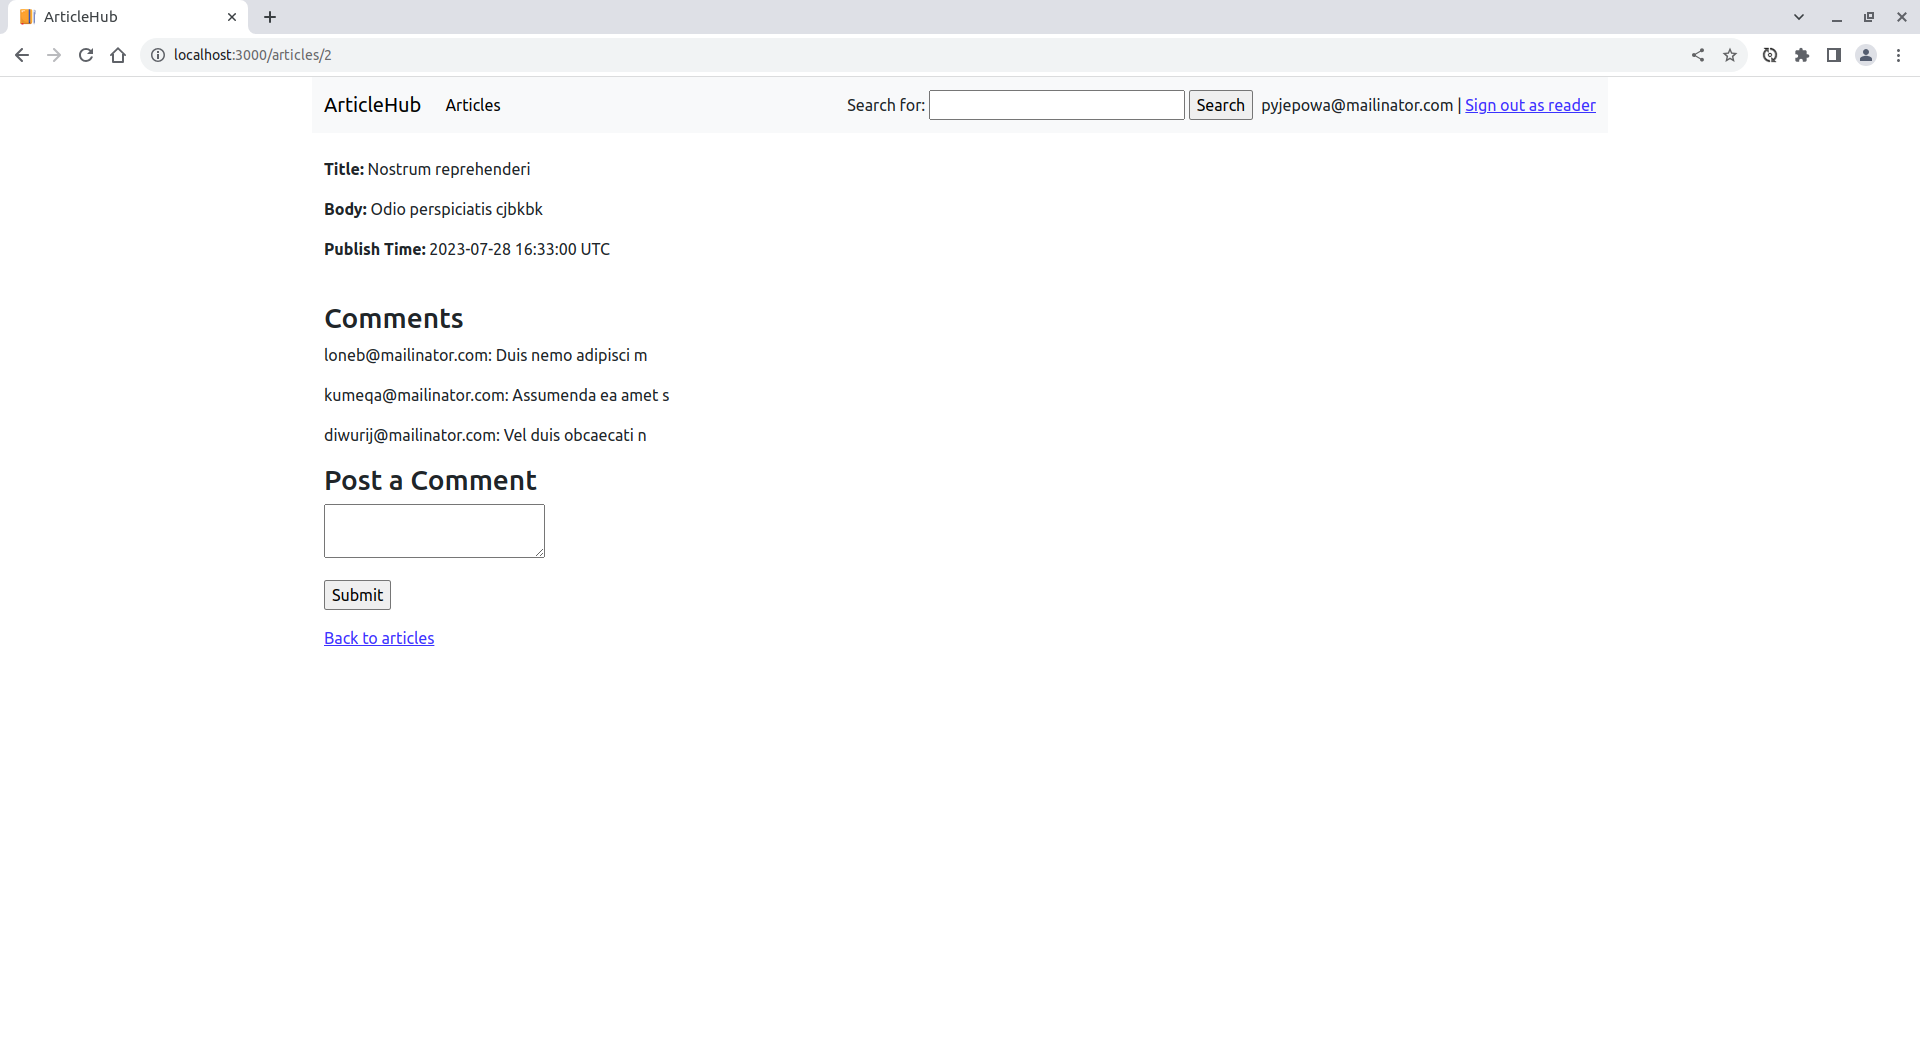 ArticleHub
localhost:3000/articles/2
ArticleHub Articles Search for: Search pyjepowa@mailinator.com | Sign out as reader
Title: Nostrum reprehenderi
Body: Odio perspiciatis cjbkbk
Publish Time: 2023-07-28 16:33:00 UTC
Comments
loneb@mailinator.com: Duis nemo adipisci m
kumeqa@mailinator.com: Assumenda ea amet s
diwurij@mailinator.com: Vel duis obcaecati n
Post a Comment
Submit
Back to articles